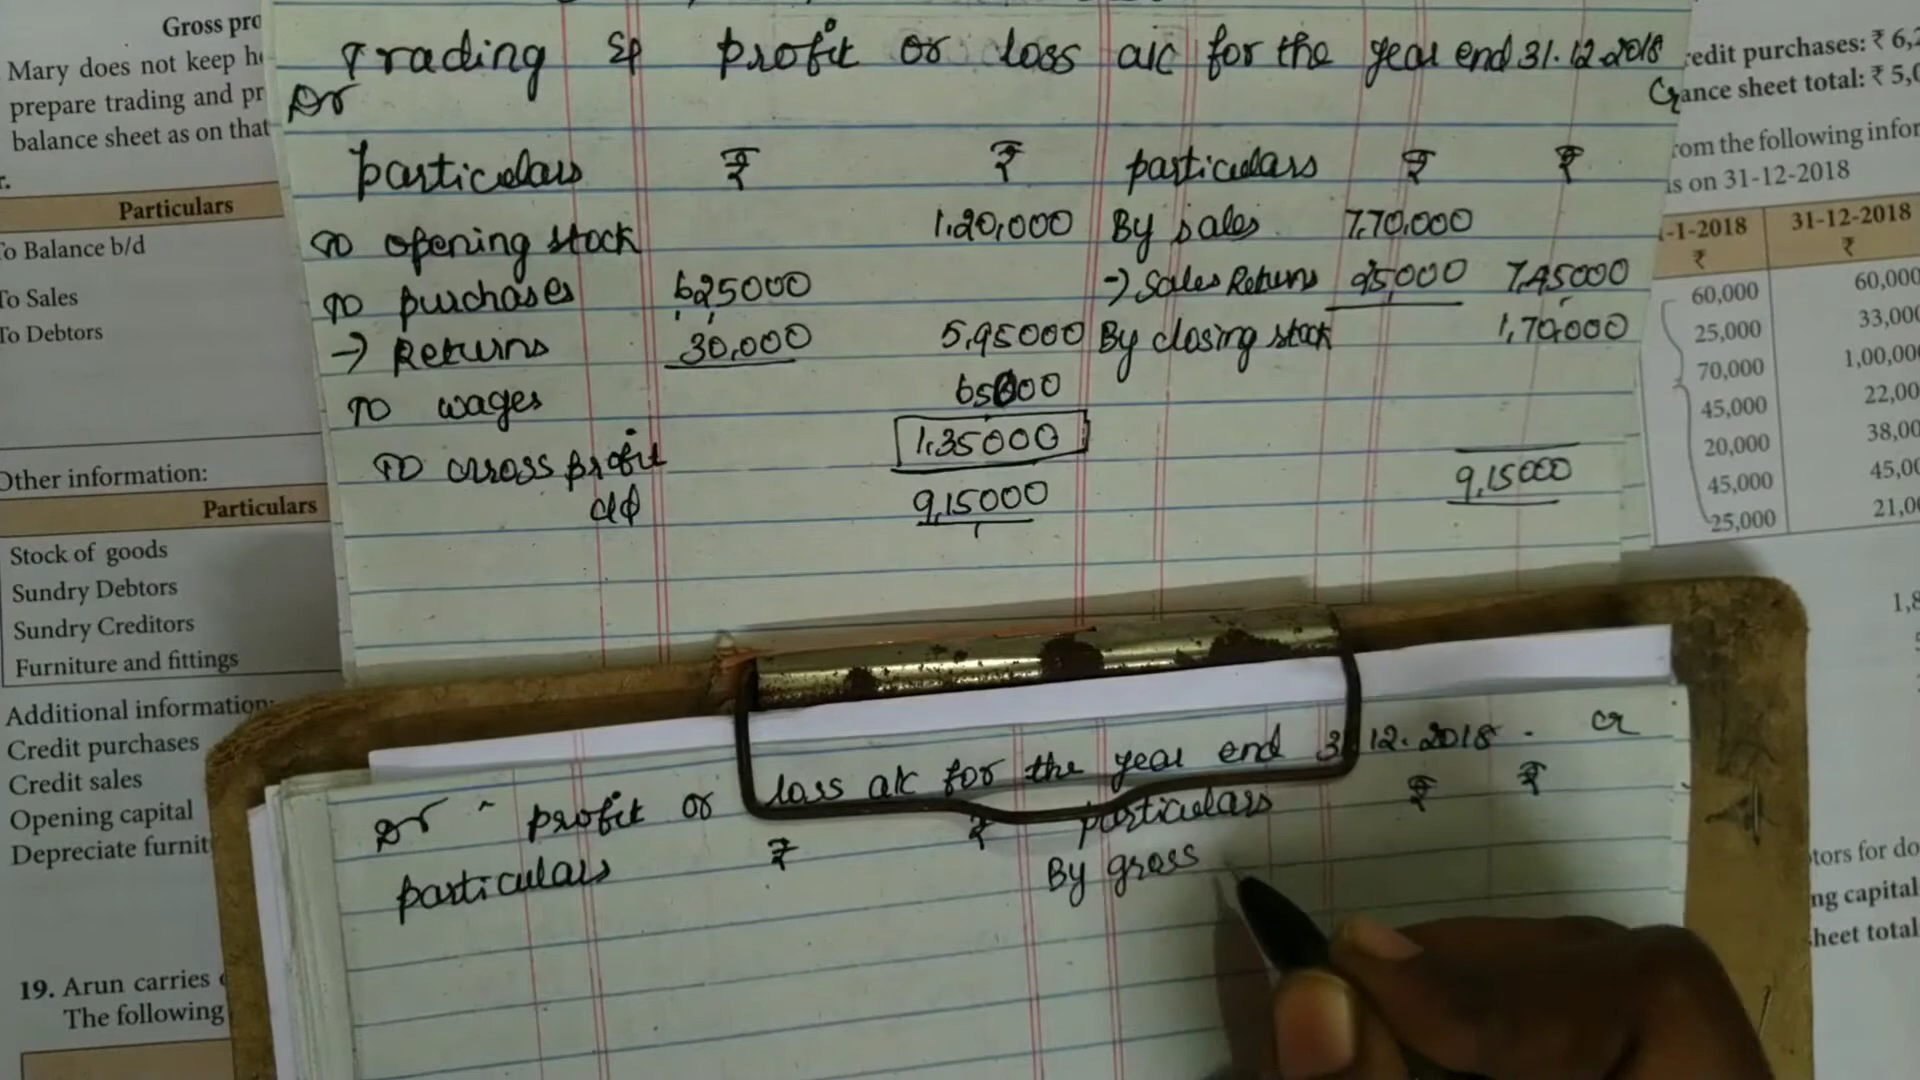 Gross pro
Mary does not keep h
prepare trading and pr
balance sheet as on that
Particulars
To Balance b/d
To Sales
To Debtors
Other information:
Particulars
Stock of goods
Sundry Debtors
Sundry Creditors
Furniture and fittings
Additional information:
Credit purchases
Credit sales
Opening capital
Depreciate furnit
19. Arun carries
The following
Trading & profit or loss a/c for the year end 31.12.2018
Dr Cr
particulars ₹ ₹ particulars ₹ ₹
To opening stock 1,20,000 By sales 7,70,000
To purchases 625000 -) Sales Returns 25,000 7,45000
-) Returns 30,000 5,95000 By closing stock 1,70,000
To wages 65000
To Gross profit 1,35000
c/d 9,15000 9,15000
Dr profit or loss a/c for the year end 31.12.2018. Cr
particulars ₹ ₹ particulars ₹ ₹
By gross
redit purchases: ₹ 6,2
ance sheet total: ₹ 5,0
rom the following infor
is on 31-12-2018
-1-2018 31-12-2018
₹ ₹
60,000 60,000
25,000 33,000
70,000 1,00,000
45,000 22,00
20,000 38,00
45,000 45,00
25,000 21,00
1,8
tors for do
ng capital
heet total